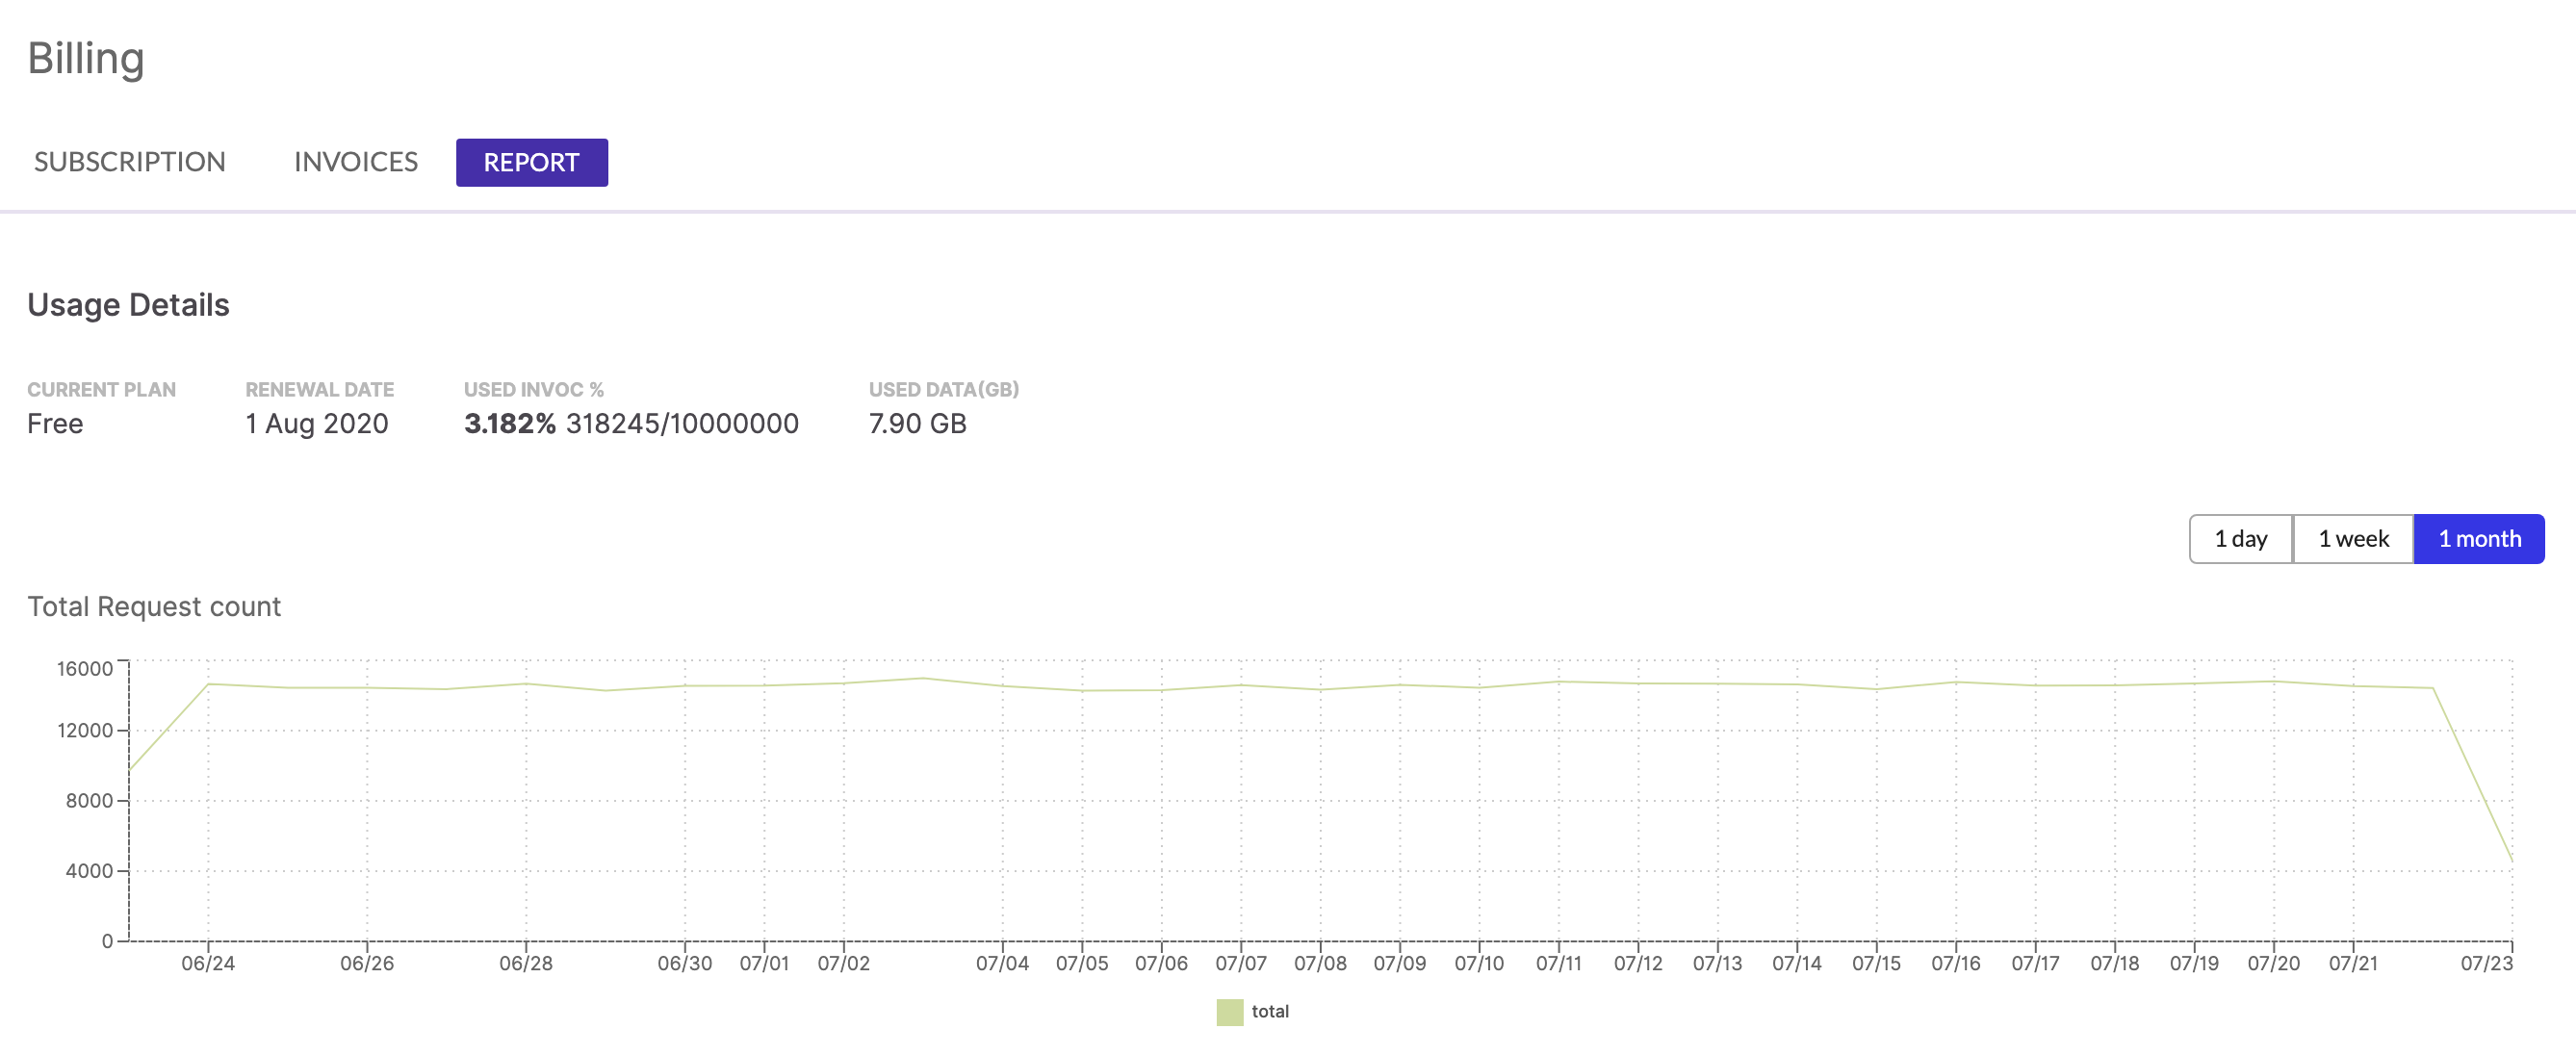 Billing
SUBSCRIPTION INVOICES REPORT
Usage Details
CURRENT PLAN RENEWAL DATE USED INVOC % USED DATA(GB)
Free 1 Aug 2020 3.182% 318245/10000000 7.90 GB
1 day 1 week 1 month
Total Request count
16000
12000
8000
4000
0
06/24 06/26 06/28 06/30 07/01 07/02 07/04 07/05 07/06 07/07 07/08 07/09 07/10 07/11 07/12 07/13 07/14 07/15 07/16 07/17 07/18 07/19 07/20 07/21 07/23
total